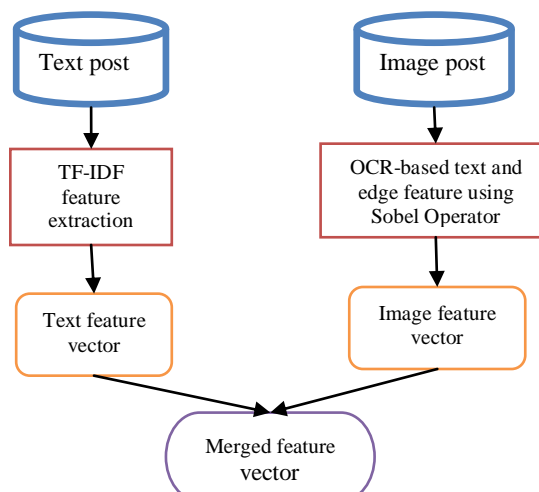 Text post
Image post
TF-IDF
feature
extraction
OCR-based text and
edge feature using
Sobel Operator
Text feature
vector
Image feature
vector
Merged feature
vector